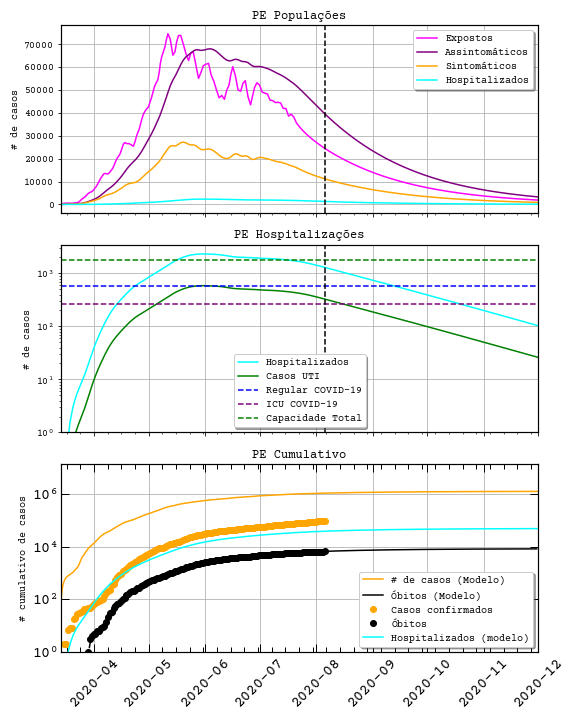 PE Populações
# de casos
70000
60000
50000
40000
30000
20000
10000
0
Expostos
Assintomáticos
Sintomáticos
Hospitalizados
PE Hospitalizações
# de casos
10³
10²
10¹
10⁰
Hospitalizados
Casos UTI
Regular COVID-19
ICU COVID-19
Capacidade Total
PE Cumulativo
# cumulativo de casos
10⁶
10⁴
10²
10⁰
# de casos (Modelo)
Óbitos (Modelo)
Casos confirmados
Óbitos
Hospitalizados (modelo)
2020-04
2020-05
2020-06
2020-07
2020-08
2020-09
2020-10
2020-11
2020-12